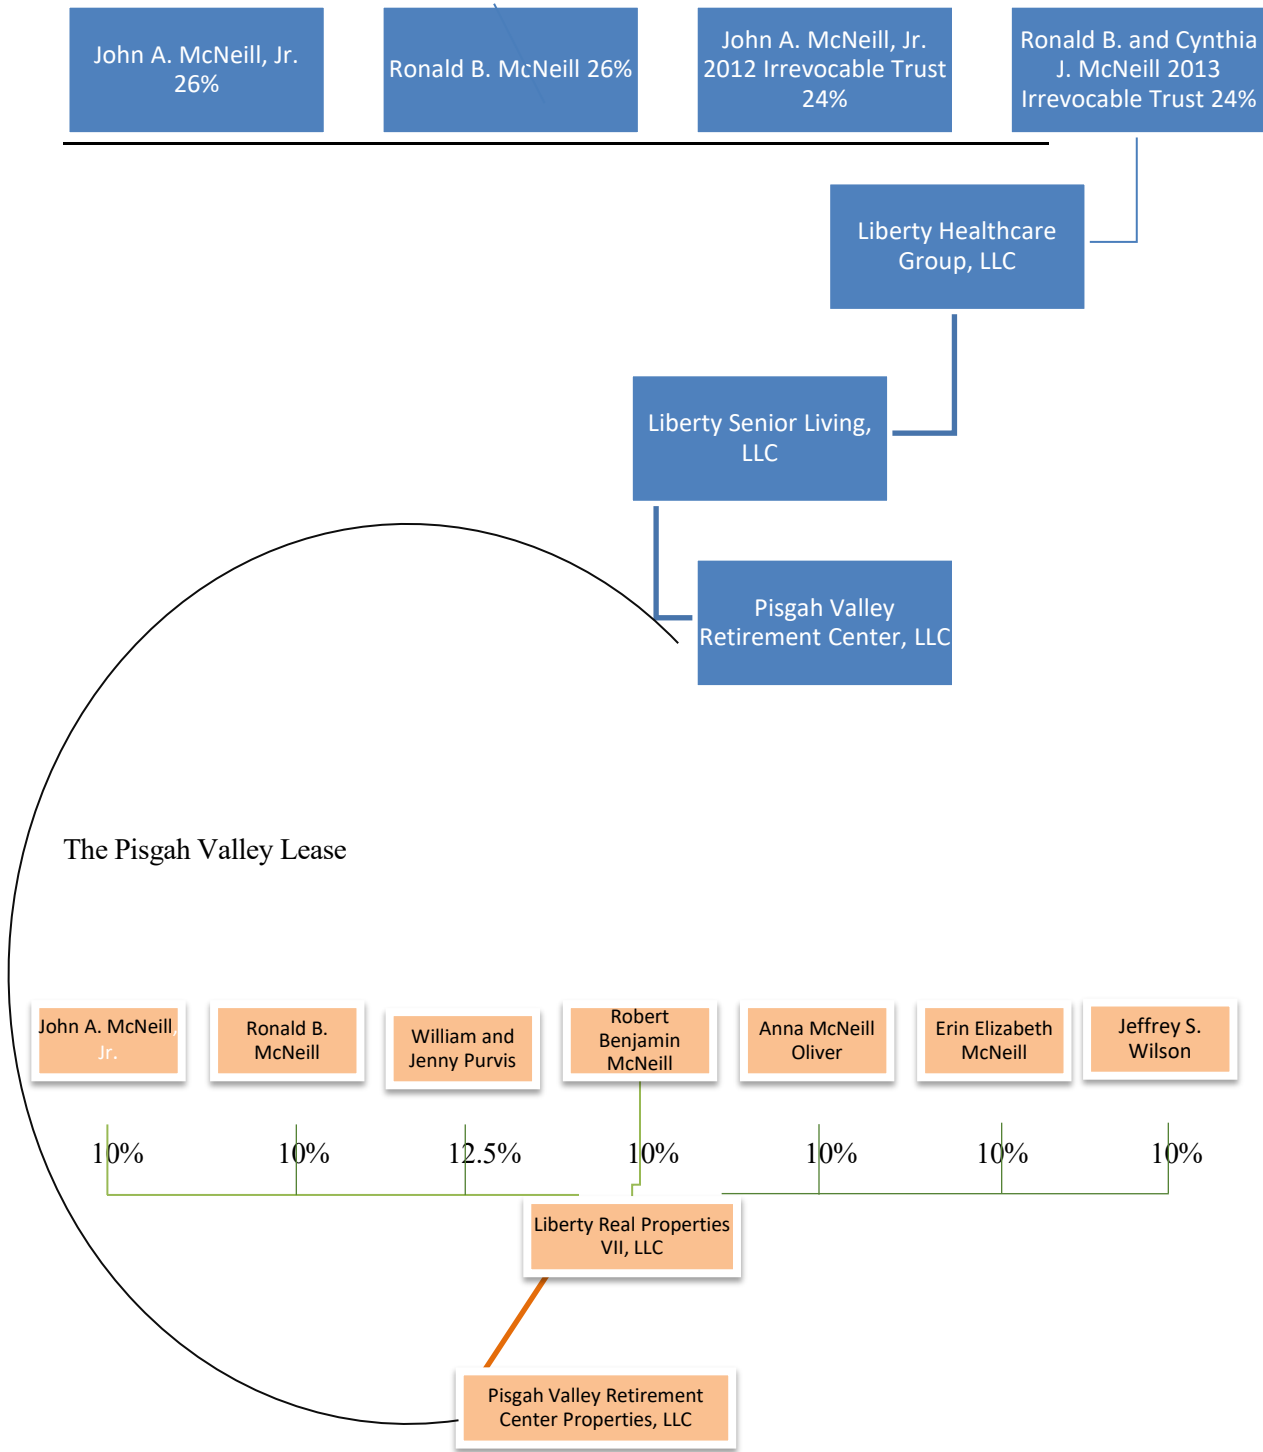 John A. McNeill, Jr.
26%
Ronald B. McNeill 26%
John A. McNeill, Jr.
2012 Irrevocable Trust
24%
Ronald B. and Cynthia
J. McNeill 2013
Irrevocable Trust 24%
Liberty Healthcare
Group, LLC
Liberty Senior Living,
LLC
Pisgah Valley
Retirement Center, LLC
The Pisgah Valley Lease
John A. McNeill,
Jr.
Ronald B.
McNeill
William and
Jenny Purvis
Robert
Benjamin
McNeill
Anna McNeill
Oliver
Erin Elizabeth
McNeill
Jeffrey S.
Wilson
10%
10%
12.5%
10%
10%
10%
10%
Liberty Real Properties
VII, LLC
Pisgah Valley Retirement
Center Properties, LLC